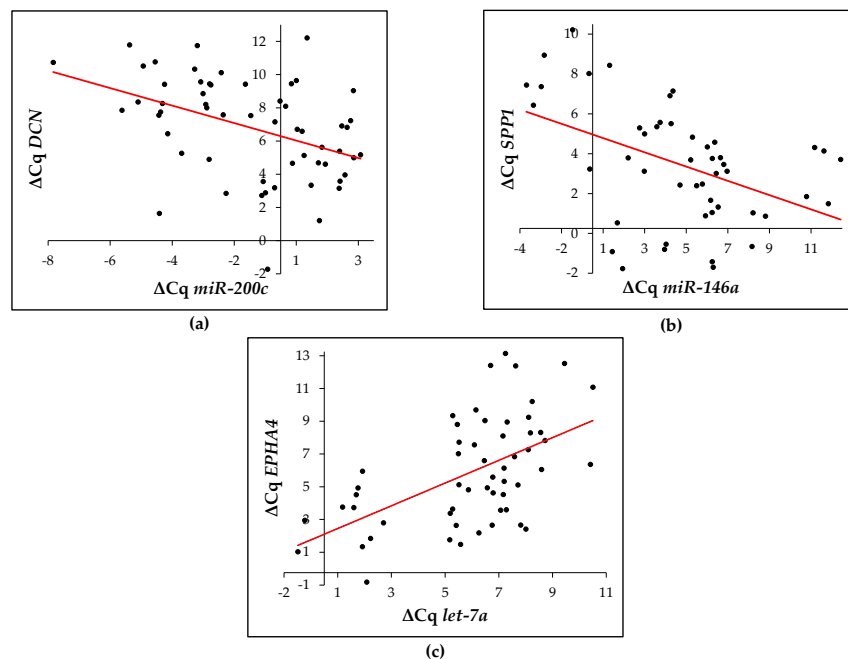 12
10
8
6
4
2
0
-2
ΔCq DCN
-8 -6 -4 -2 1 3
ΔCq miR-200c
(a)
10
8
6
4
2
0
-2
ΔCq SPP1
-4 -2 1 3 5 7 9 11
ΔCq miR-146a
(b)
13
11
9
7
5
3
1
-1
ΔCq EPHA4
-2 1 3 5 7 9 11
ΔCq let-7a
(c)